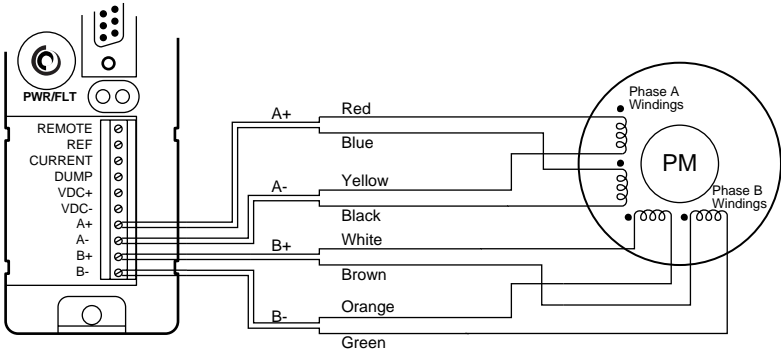 PWR/FLT
REMOTE
REF
CURRENT
DUMP
VDC+
VDC-
A+
A-
B+
B-
A+
Red
Blue
A-
Yellow
Black
B+
White
Brown
B-
Orange
Green
Phase A
Windings
PM
Phase B
Windings